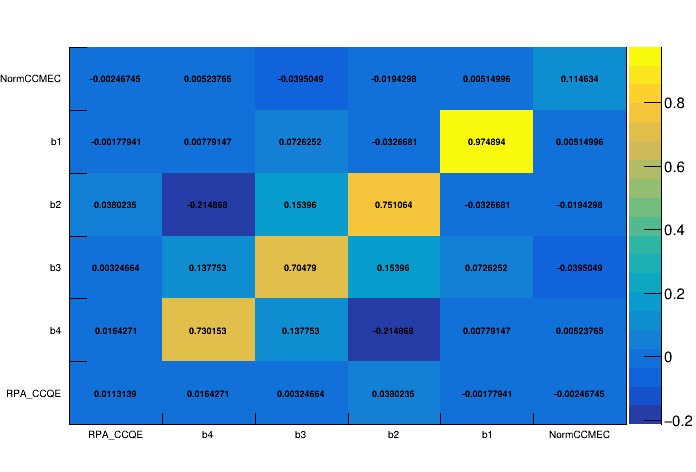 NormCCMEC -0.00246745 0.00523765 -0.0395049 -0.0194298 0.00514996 0.114634
0.8
b1 -0.00177941 0.00779147 0.0726252 -0.0326681 0.974894 0.00514996
0.6
b2 0.0380235 -0.214868 0.15396 0.751064 -0.0326681 -0.0194298
0.4
b3 0.00324664 0.137753 0.70479 0.15396 0.0726252 -0.0395049
0.2
b4 0.0164271 0.730153 0.137753 -0.214868 0.00779147 0.00523765
0
RPA_CCQE 0.0113139 0.0164271 0.00324664 0.0380235 -0.00177941 -0.00246745
−0.2
RPA_CCQE b4 b3 b2 b1 NormCCMEC